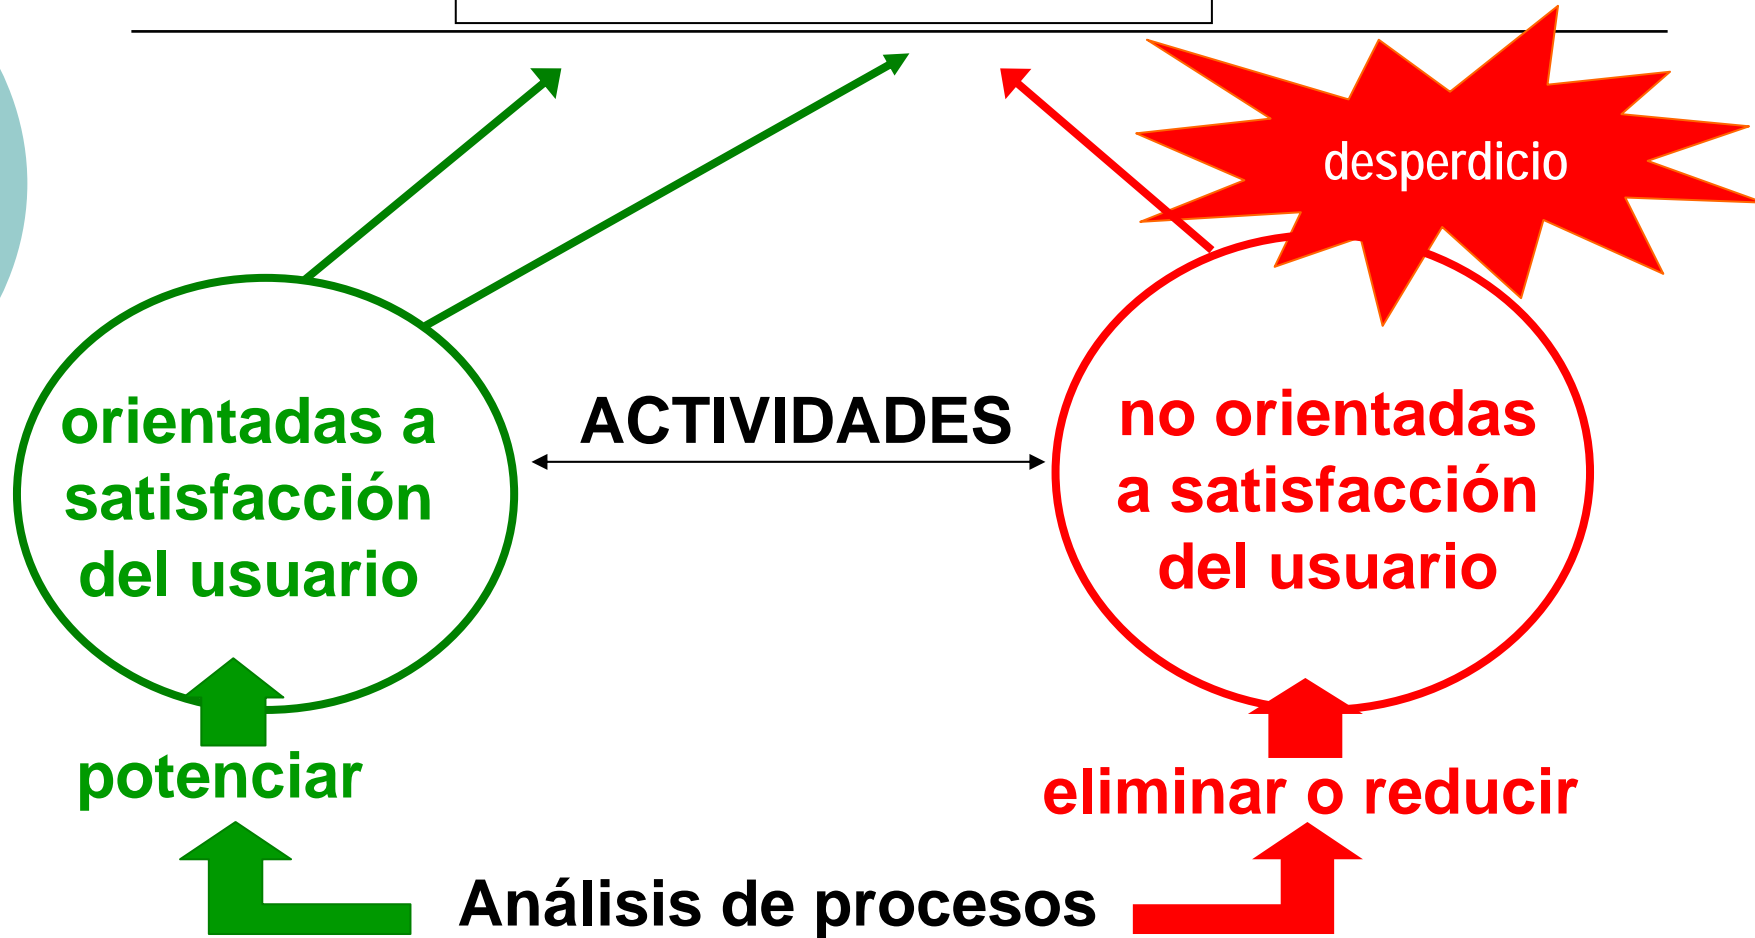 desperdicio
orientadas a
satisfacción
del usuario
ACTIVIDADES
no orientadas
a satisfacción
del usuario
potenciar
eliminar o reducir
Análisis de procesos